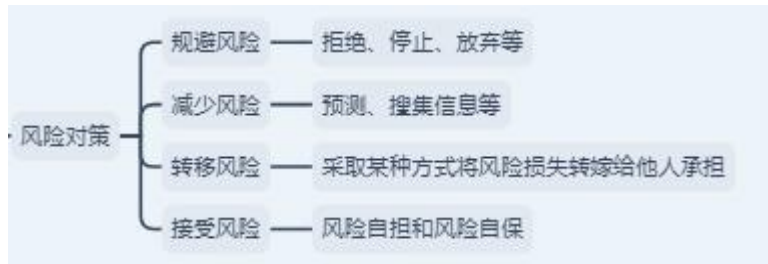 规避风险
拒绝、停止、放弃等
减少风险
预测、搜集信息等
风险对策
转移风险
采取某种方式将风险损失转嫁给他人承担
接受风险
风险自担和风险自保